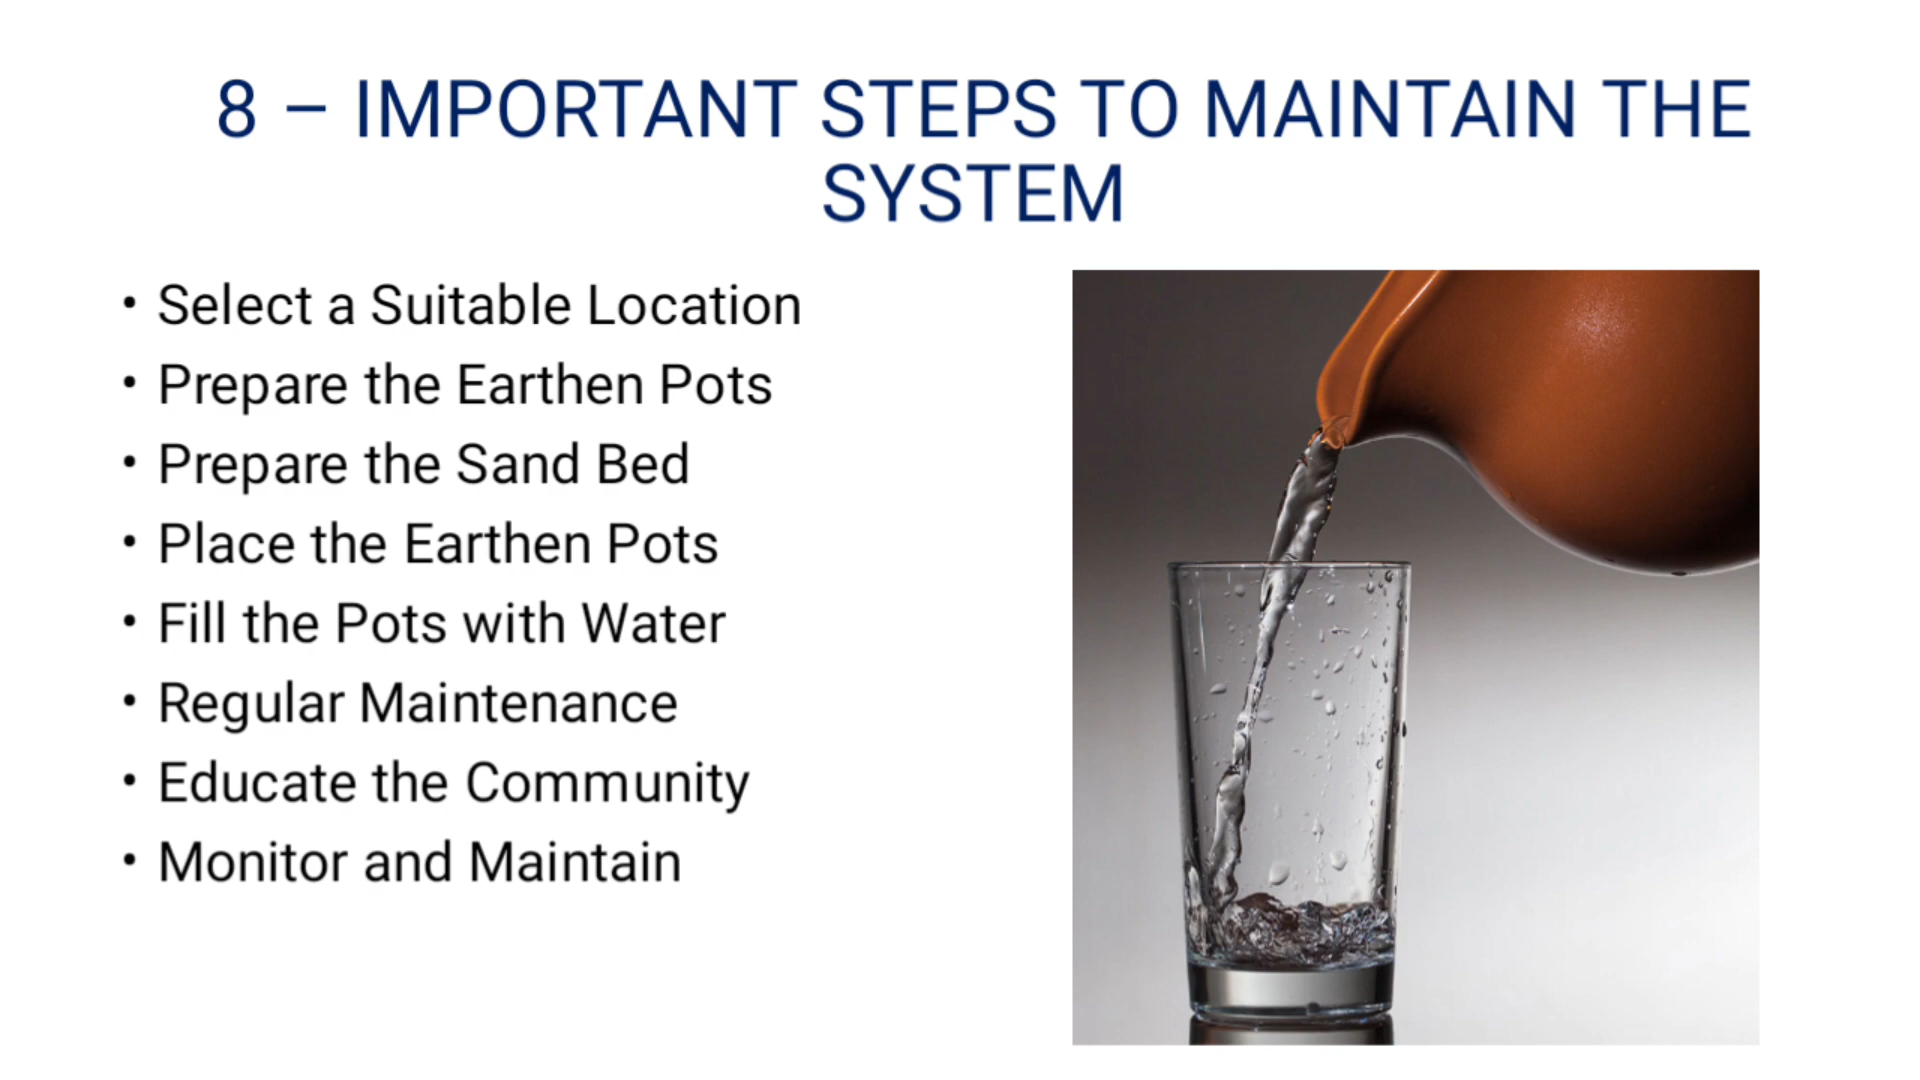 8 – IMPORTANT STEPS TO MAINTAIN THE
SYSTEM
• Select a Suitable Location
• Prepare the Earthen Pots
• Prepare the Sand Bed
• Place the Earthen Pots
• Fill the Pots with Water
• Regular Maintenance
• Educate the Community
• Monitor and Maintain